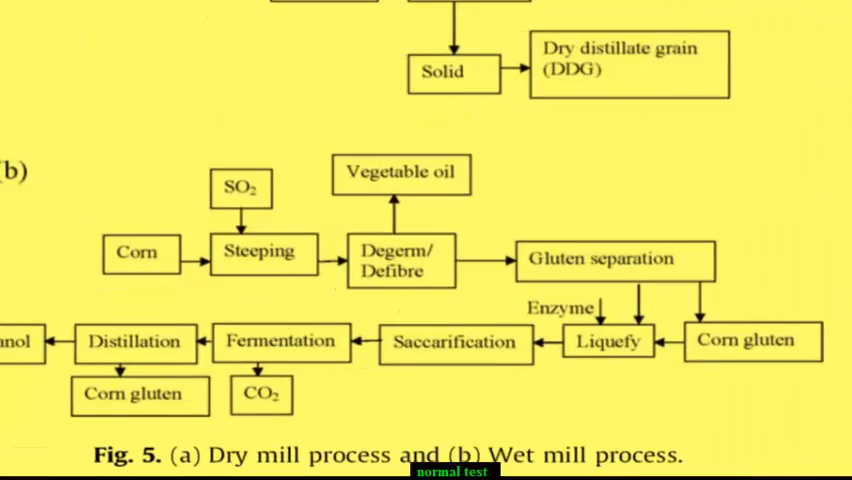 Dry distillate grain
(DDG)
Solid
(b)
Vegetable oil
SO₂
Corn
Steeping
Degerm/
Defibre
Gluten separation
Enzyme
anol
Distillation
Fermentation
Saccarification
Liquefy
Corn gluten
Corn gluten
CO₂
Fig. 5. (a) Dry mill process and (b) Wet mill process.
normal test